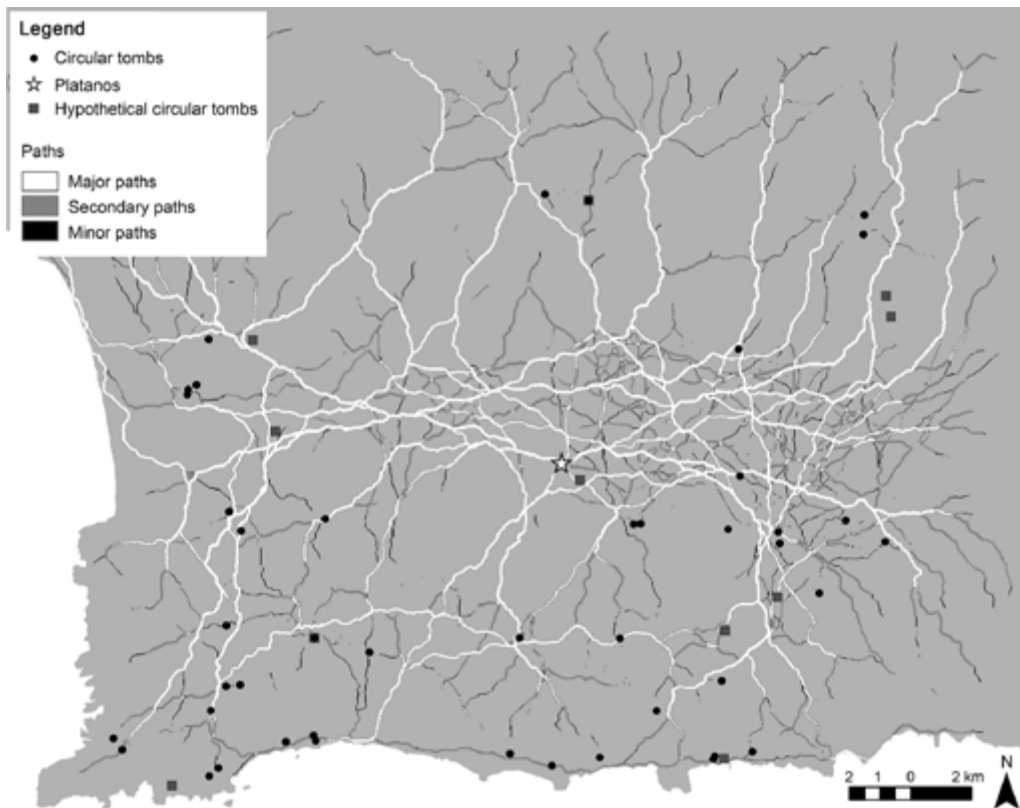 Legend
Circular tombs
Platanos
Hypothetical circular tombs
Paths
Major paths
Secondary paths
Minor paths
N
2 1 0 2 km